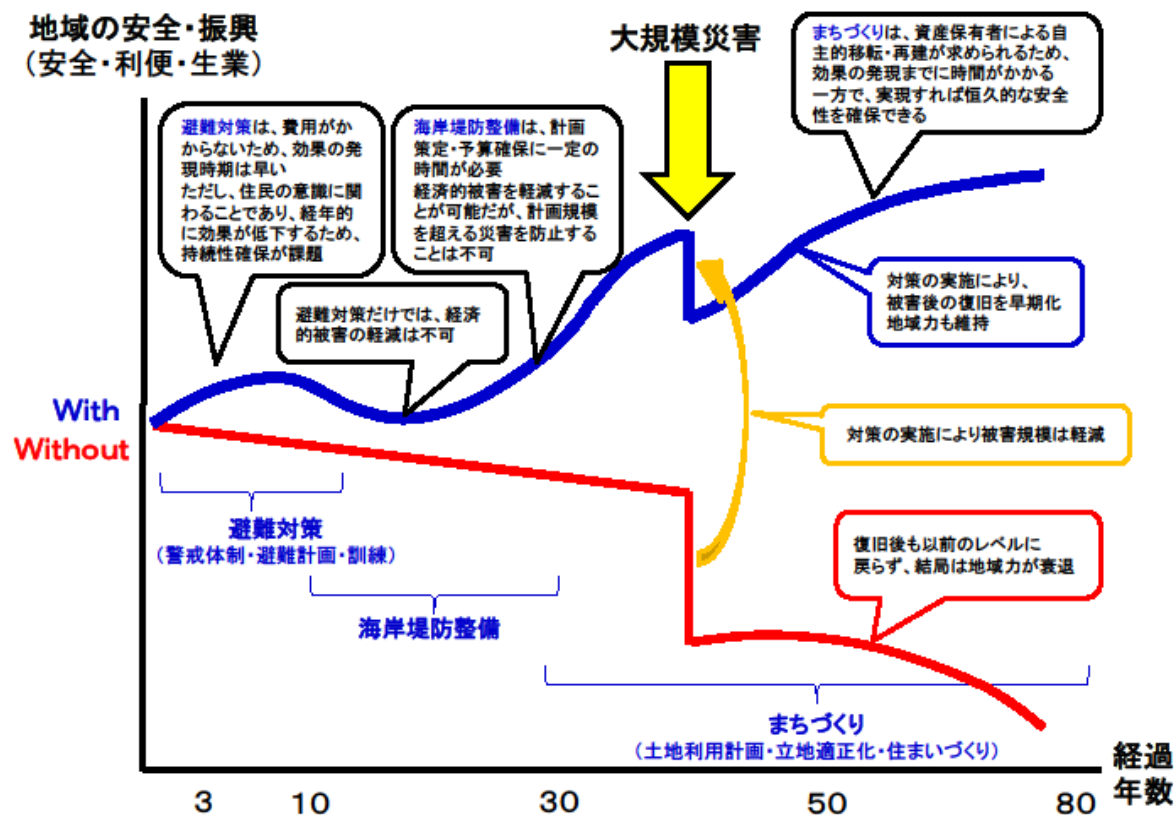 地域の安全・振興
（安全・利便・生業）
大規模災害
まちづくりは、資産保有者による自
主的移転・再建が求められるため、
効果の発現までに時間がかかる
一方で、実現すれば恒久的な安全
性を確保できる
避難対策は、費用がか
からないため、効果の発
現時期は早い
ただし、住民の意識に関
わることであり、経年的
に効果が低下するため、
持続性確保が課題
海岸堤防整備は、計画
策定・予算確保に一定の
時間が必要
経済的被害を軽減するこ
とが可能だが、計画規模
を超える災害を防止する
ことは不可
避難対策だけでは、経済
的被害の軽減は不可
対策の実施により、
被害後の復旧を早期化
地域力も維持
With
Without
対策の実施により被害規模は軽減
避難対策
（警戒体制・避難計画・訓練）
復旧後も以前のレベルに
戻らず、結局は地域力が衰退
海岸堤防整備
まちづくり
（土地利用計画・立地適正化・住まいづくり）
経過
年数
3
10
30
50
80